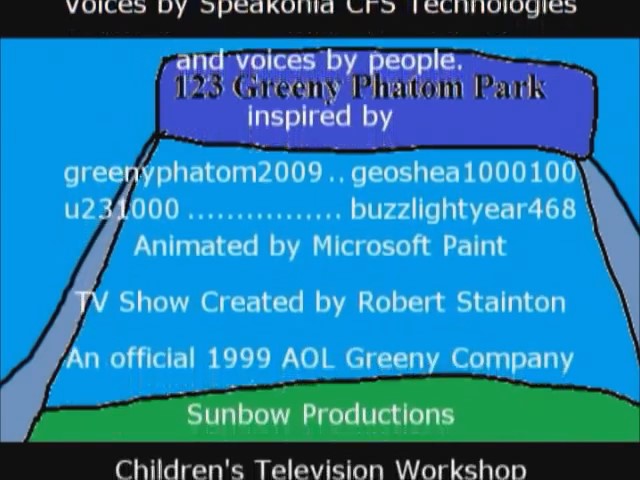 Voices by Speakonia CFS Technologies
and voices by people.
123 Greeny Phatom Park
inspired by
greenyphatom2009 .. geoshea1000100
u231000 ................ buzzlightyear468
Animated by Microsoft Paint
TV Show Created by Robert Stainton
An official 1999 AOL Greeny Company
Sunbow Productions
Children's Television Workshop